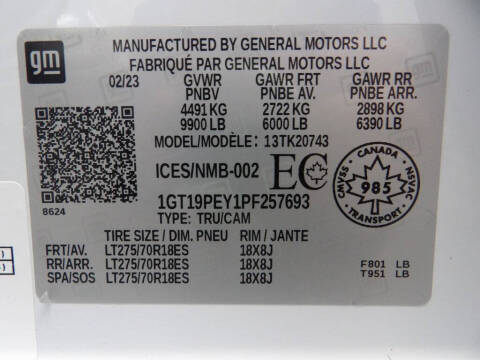 gm
MANUFACTURED BY GENERAL MOTORS LLC
FABRIQUÉ PAR GENERAL MOTORS LLC
02/23 GVWR GAWR FRT GAWR RR
PNBV PNBE AV. PNBE ARR.
4491 KG 2722 KG 2898 KG
9900 LB 6000 LB 6390 LB
MODEL/MODÈLE: 13TK20743
ICES/NMB-002 EC
CANADA
CMVSS 985 NSVAC
TRANSPORT
8624
1GT19PEY1PF257693
TYPE: TRU/CAM
TIRE SIZE / DIM. PNEU RIM / JANTE
FRT/AV. LT275/70R18ES 18X8J
RR/ARR. LT275/70R18ES 18X8J
SPA/SOS LT275/70R18ES 18X8J
F801 LB
T951 LB